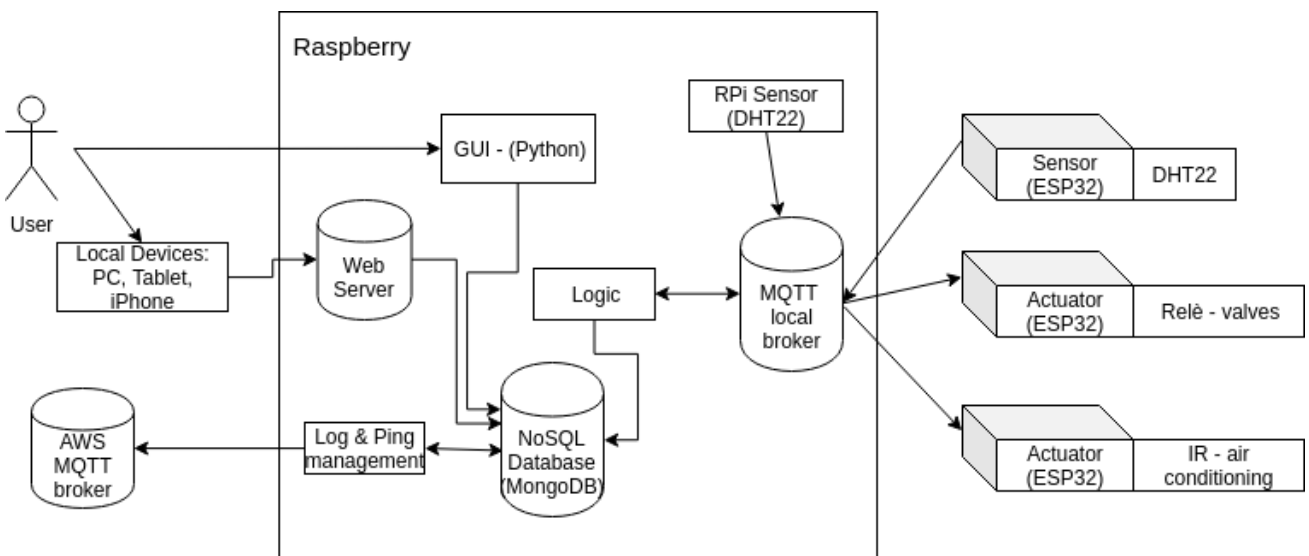 Raspberry
RPi Sensor
(DHT22)
GUI - (Python)
Sensor
(ESP32)
DHT22
User
Local Devices:
PC, Tablet,
iPhone
Web
Server
Logic
MQTT
local
broker
Actuator
(ESP32)
Relè - valves
AWS
MQTT
broker
Log & Ping
management
NoSQL
Database
(MongoDB)
Actuator
(ESP32)
IR - air
conditioning